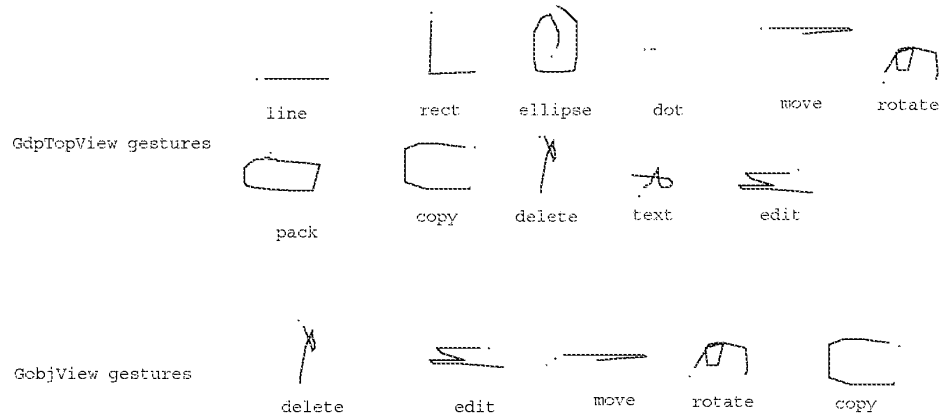 line
rect
ellipse
dot
move
rotate
GdpTopView gestures
pack
copy
delete
text
edit
GobjView gestures
delete
edit
move
rotate
copy